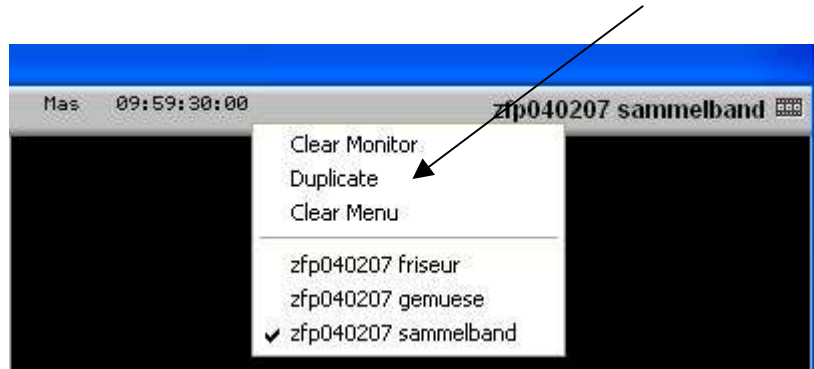 Mas 09:59:30:00 zfp040207 sammelband
Clear Monitor
Duplicate
Clear Menu
zfp040207 friseur
zfp040207 gemuese
zfp040207 sammelband